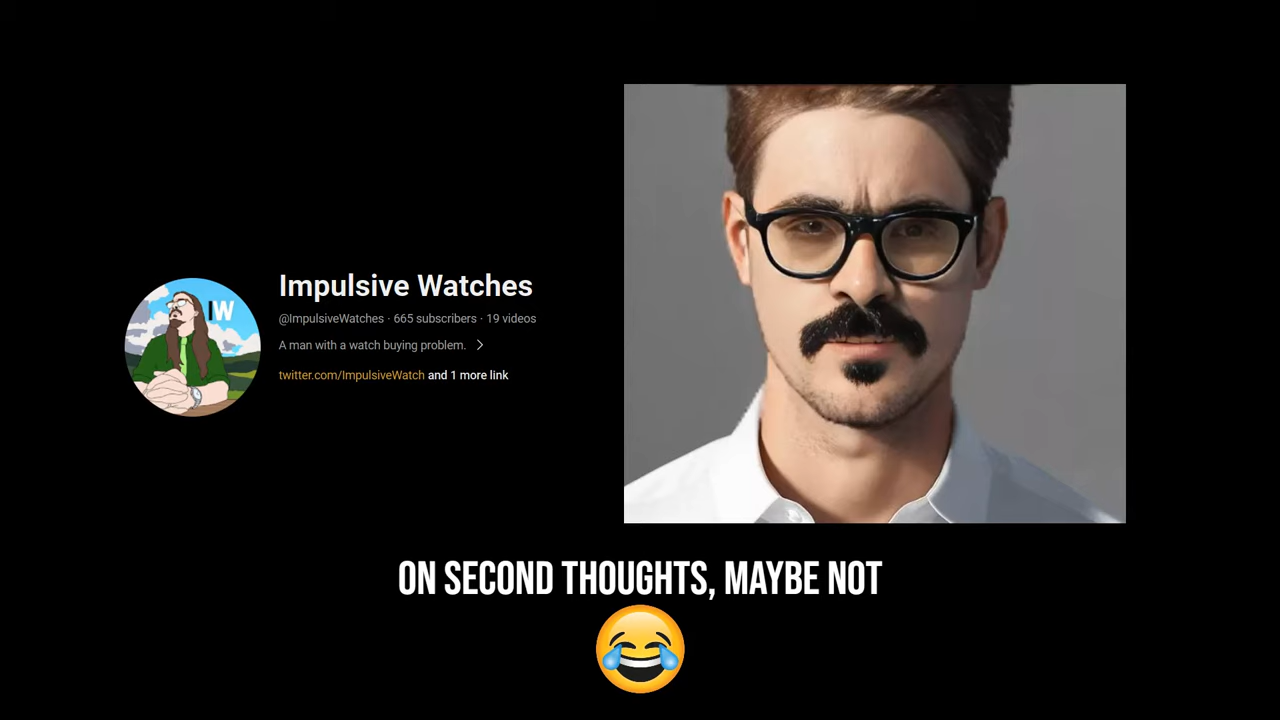 IW
Impulsive Watches
@ImpulsiveWatches · 665 subscribers · 19 videos
A man with a watch buying problem.
twitter.com/ImpulsiveWatch and 1 more link
ON SECOND THOUGHTS, MAYBE NOT